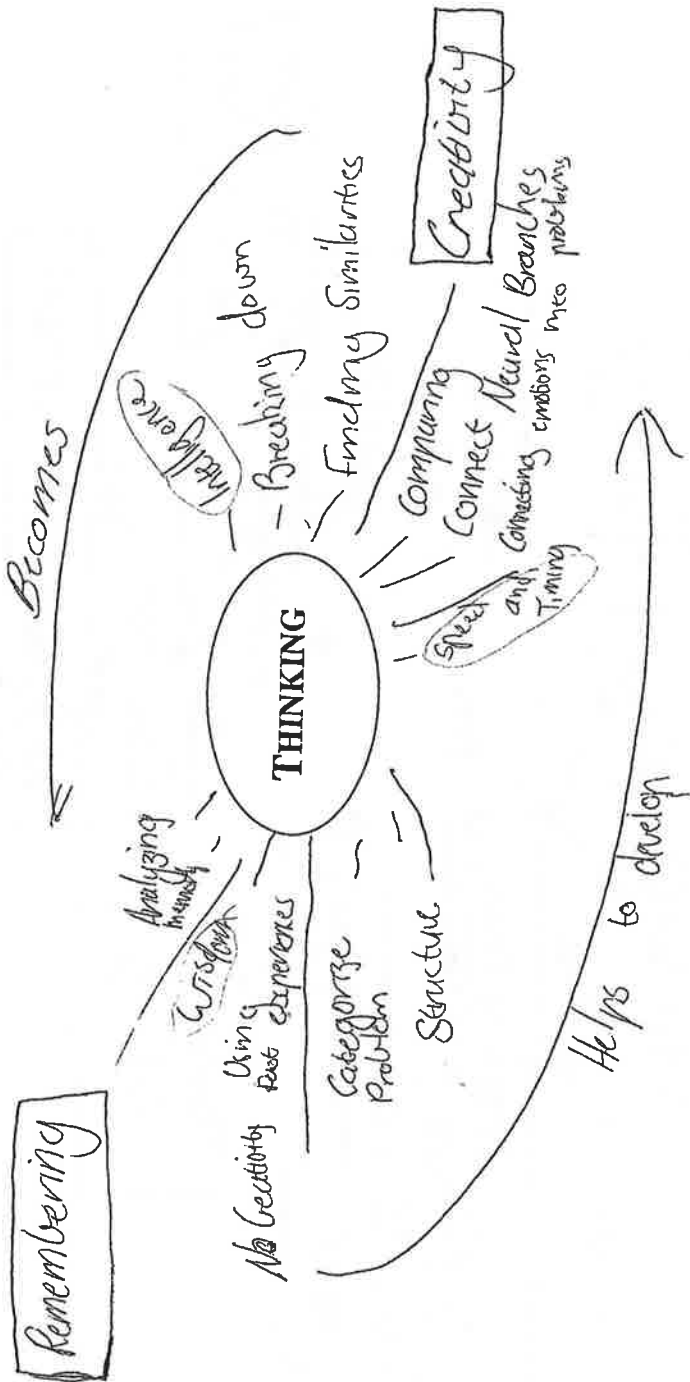 Becomes
Remembering
Analyzing
memory
Wisdom
Using
Past experiences
No Creativity
Categorize
Problem
Structure
THINKING
Intelligence
Breaking down
Finding Similarities
Creativity
Comparing
Connect Neural Branches
Connecting emotions into problems
Speed
and
Timing
Helps to develop